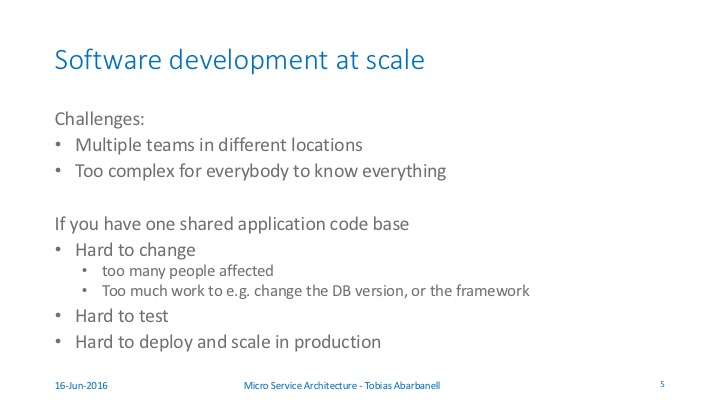 Software development at scale
Challenges:
• Multiple teams in different locations
• Too complex for everybody to know everything
If you have one shared application code base
• Hard to change
• too many people affected
• Too much work to e.g. change the DB version, or the framework
• Hard to test
• Hard to deploy and scale in production
16-Jun-2016 Micro Service Architecture - Tobias Abarbanell 5